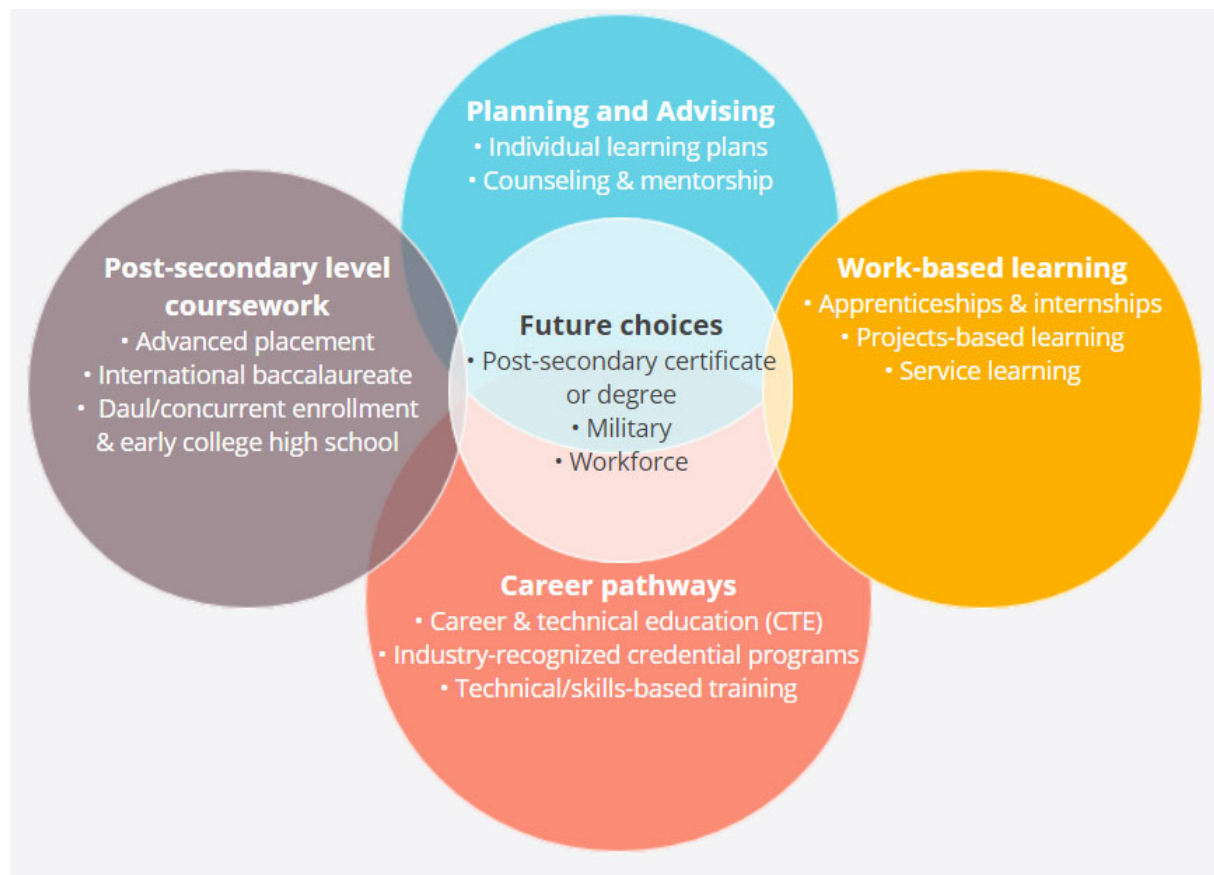 Planning and Advising
• Individual learning plans
• Counseling & mentorship
Post-secondary level
coursework
• Advanced placement
• International baccalaureate
• Daul/concurrent enrollment
& early college high school
Future choices
• Post-secondary certificate
or degree
• Military
• Workforce
Work-based learning
• Apprenticeships & internships
• Projects-based learning
• Service learning
Career pathways
• Career & technical education (CTE)
• Industry-recognized credential programs
• Technical/skills-based training